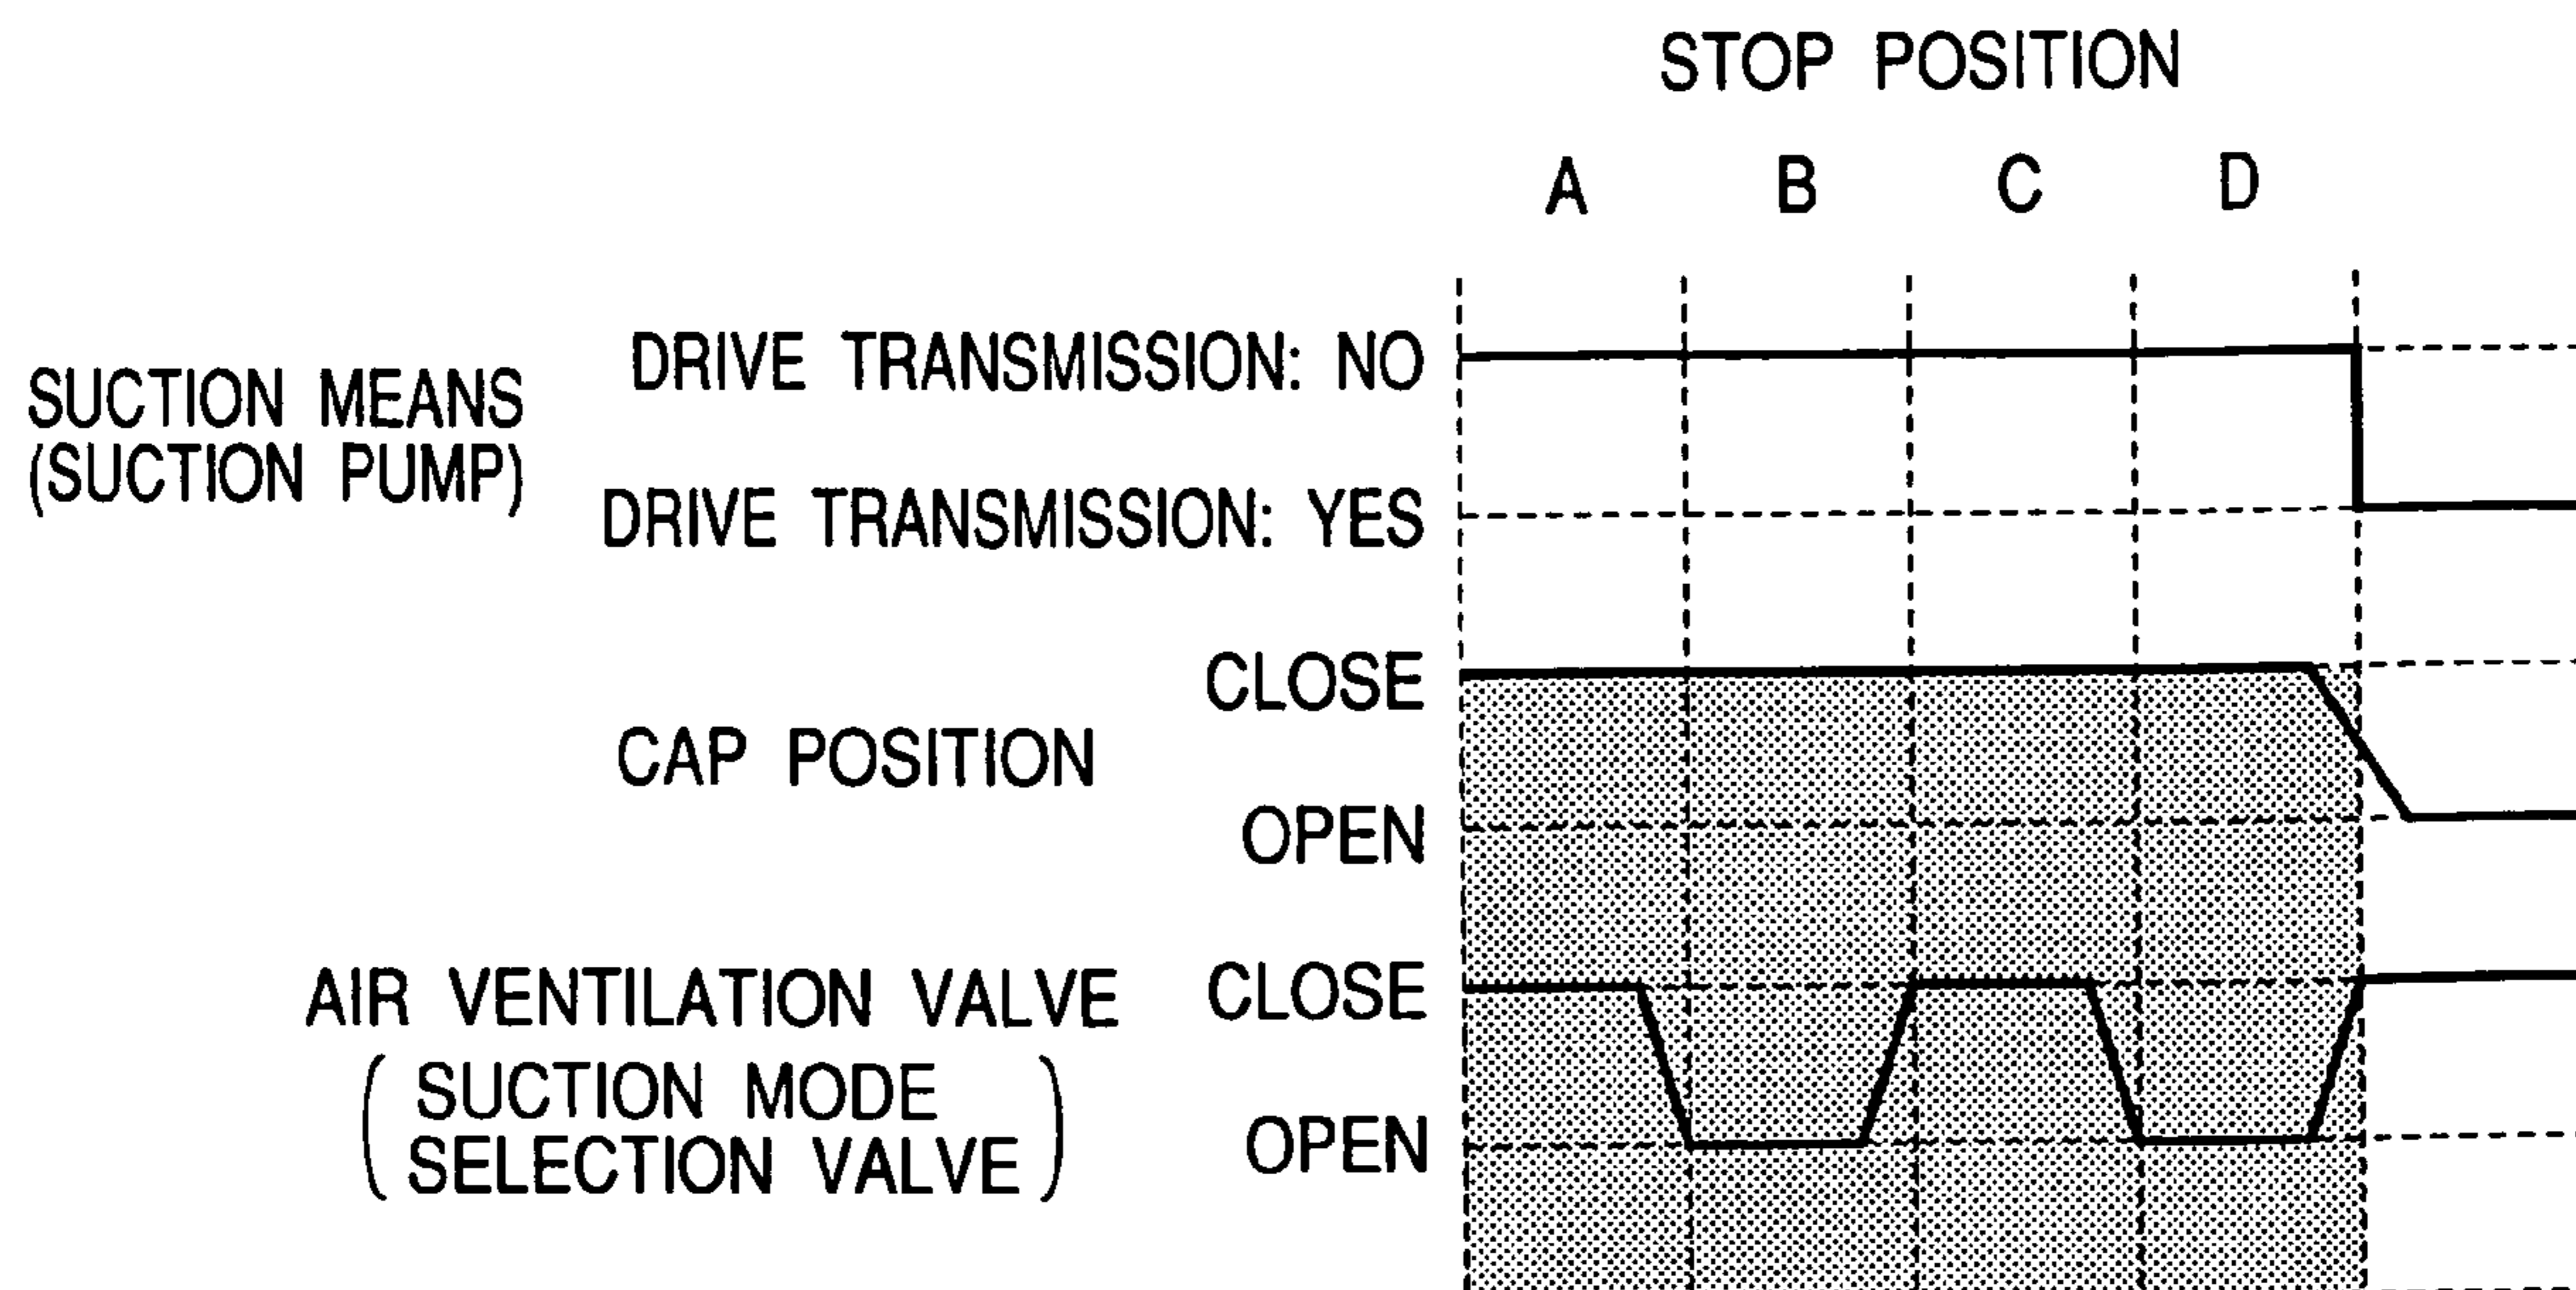 STOP POSITION
A B C D
SUCTION MEANS
(SUCTION PUMP)
DRIVE TRANSMISSION: NO
DRIVE TRANSMISSION: YES
CAP POSITION
CLOSE
OPEN
AIR VENTILATION VALVE
(SUCTION MODE
SELECTION VALVE)
CLOSE
OPEN